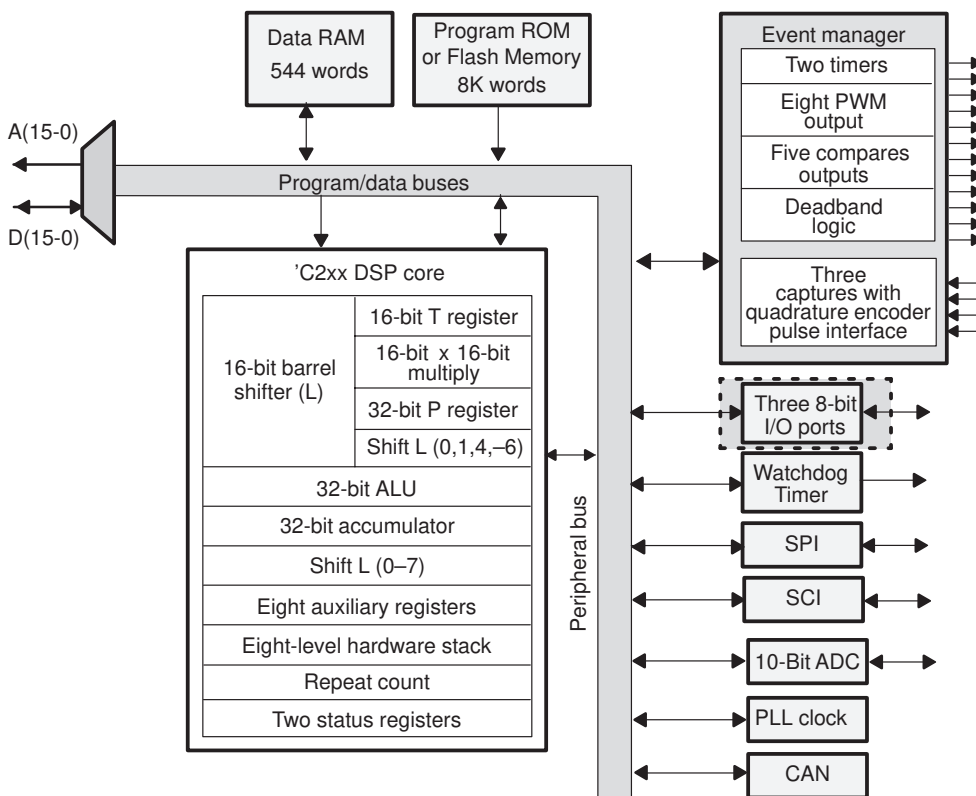 Data RAM
544 words
Program ROM
or Flash Memory
8K words
A(15-0)
D(15-0)
Program/data buses
Event manager
Two timers
Eight PWM
output
Five compares
outputs
Deadband
logic
Three
captures with
quadrature encoder
pulse interface
'C2xx DSP core
16-bit barrel
shifter (L)
16-bit T register
16-bit x 16-bit
multiply
32-bit P register
Shift L (0,1,4,–6)
32-bit ALU
32-bit accumulator
Shift L (0–7)
Eight auxiliary registers
Eight-level hardware stack
Repeat count
Two status registers
Peripheral bus
Three 8-bit
I/O ports
Watchdog
Timer
SPI
SCI
10-Bit ADC
PLL clock
CAN